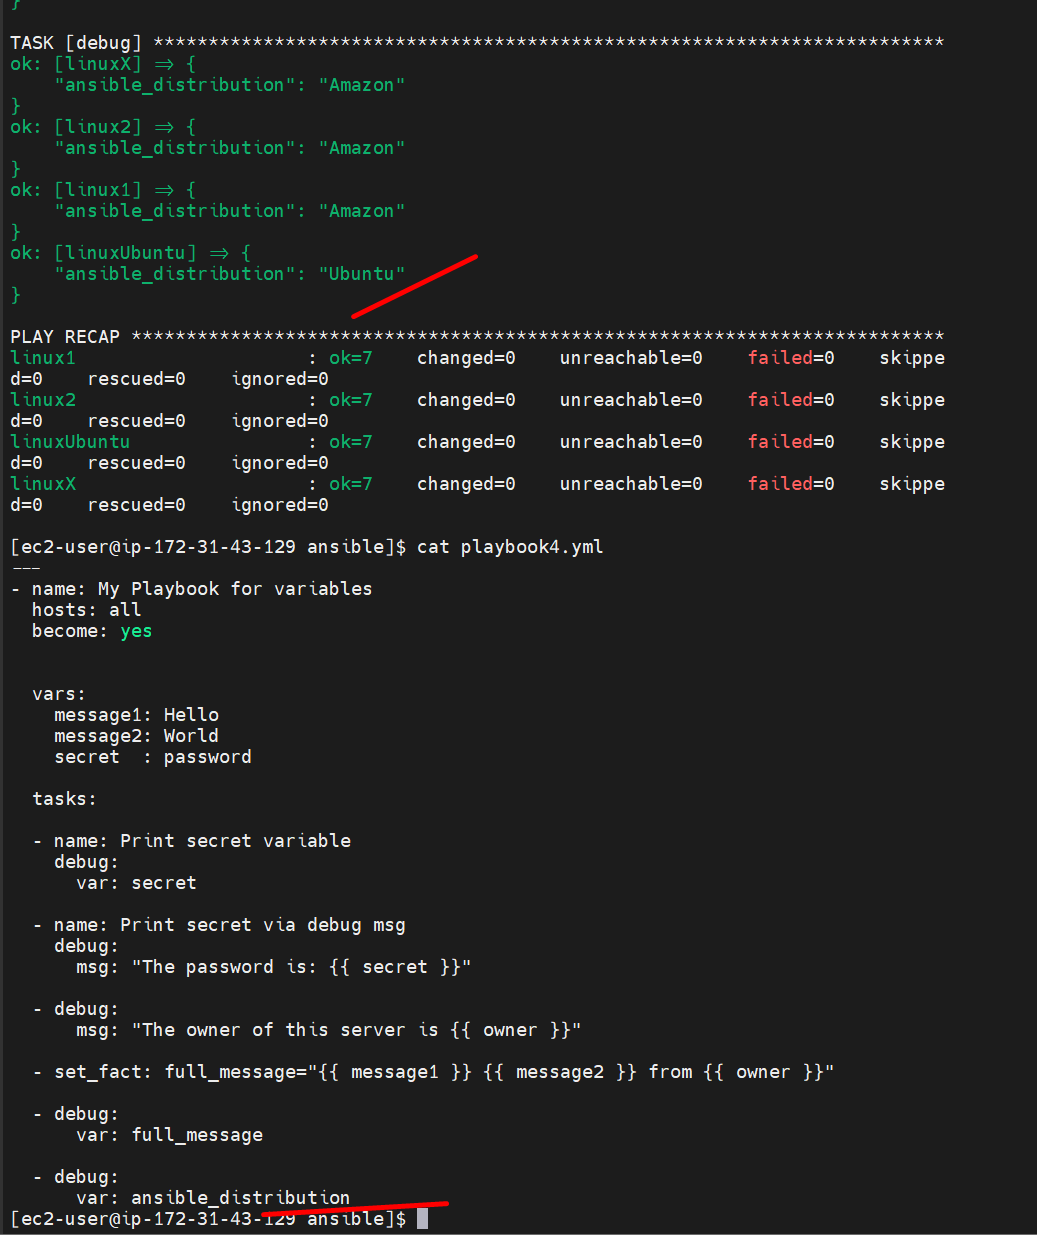 }
TASK [debug] ************************************************************************
ok: [linuxX] => {
    "ansible_distribution": "Amazon"
}
ok: [linux2] => {
    "ansible_distribution": "Amazon"
}
ok: [linux1] => {
    "ansible_distribution": "Amazon"
}
ok: [linuxUbuntu] => {
    "ansible_distribution": "Ubuntu"
}
PLAY RECAP **************************************************************************
linux1                     : ok=7    changed=0    unreachable=0    failed=0    skippe
d=0    rescued=0    ignored=0
linux2                     : ok=7    changed=0    unreachable=0    failed=0    skippe
d=0    rescued=0    ignored=0
linuxUbuntu                : ok=7    changed=0    unreachable=0    failed=0    skippe
d=0    rescued=0    ignored=0
linuxX                     : ok=7    changed=0    unreachable=0    failed=0    skippe
d=0    rescued=0    ignored=0
[ec2-user@ip-172-31-43-129 ansible]$ cat playbook4.yml
---
- name: My Playbook for variables
  hosts: all
  become: yes
  vars:
    message1: Hello
    message2: World
    secret  : password
  tasks:
  - name: Print secret variable
    debug:
      var: secret
  - name: Print secret via debug msg
    debug:
      msg: "The password is: {{ secret }}"
  - debug:
      msg: "The owner of this server is {{ owner }}"
  - set_fact: full_message="{{ message1 }} {{ message2 }} from {{ owner }}"
  - debug:
      var: full_message
  - debug:
      var: ansible_distribution
[ec2-user@ip-172-31-43-129 ansible]$